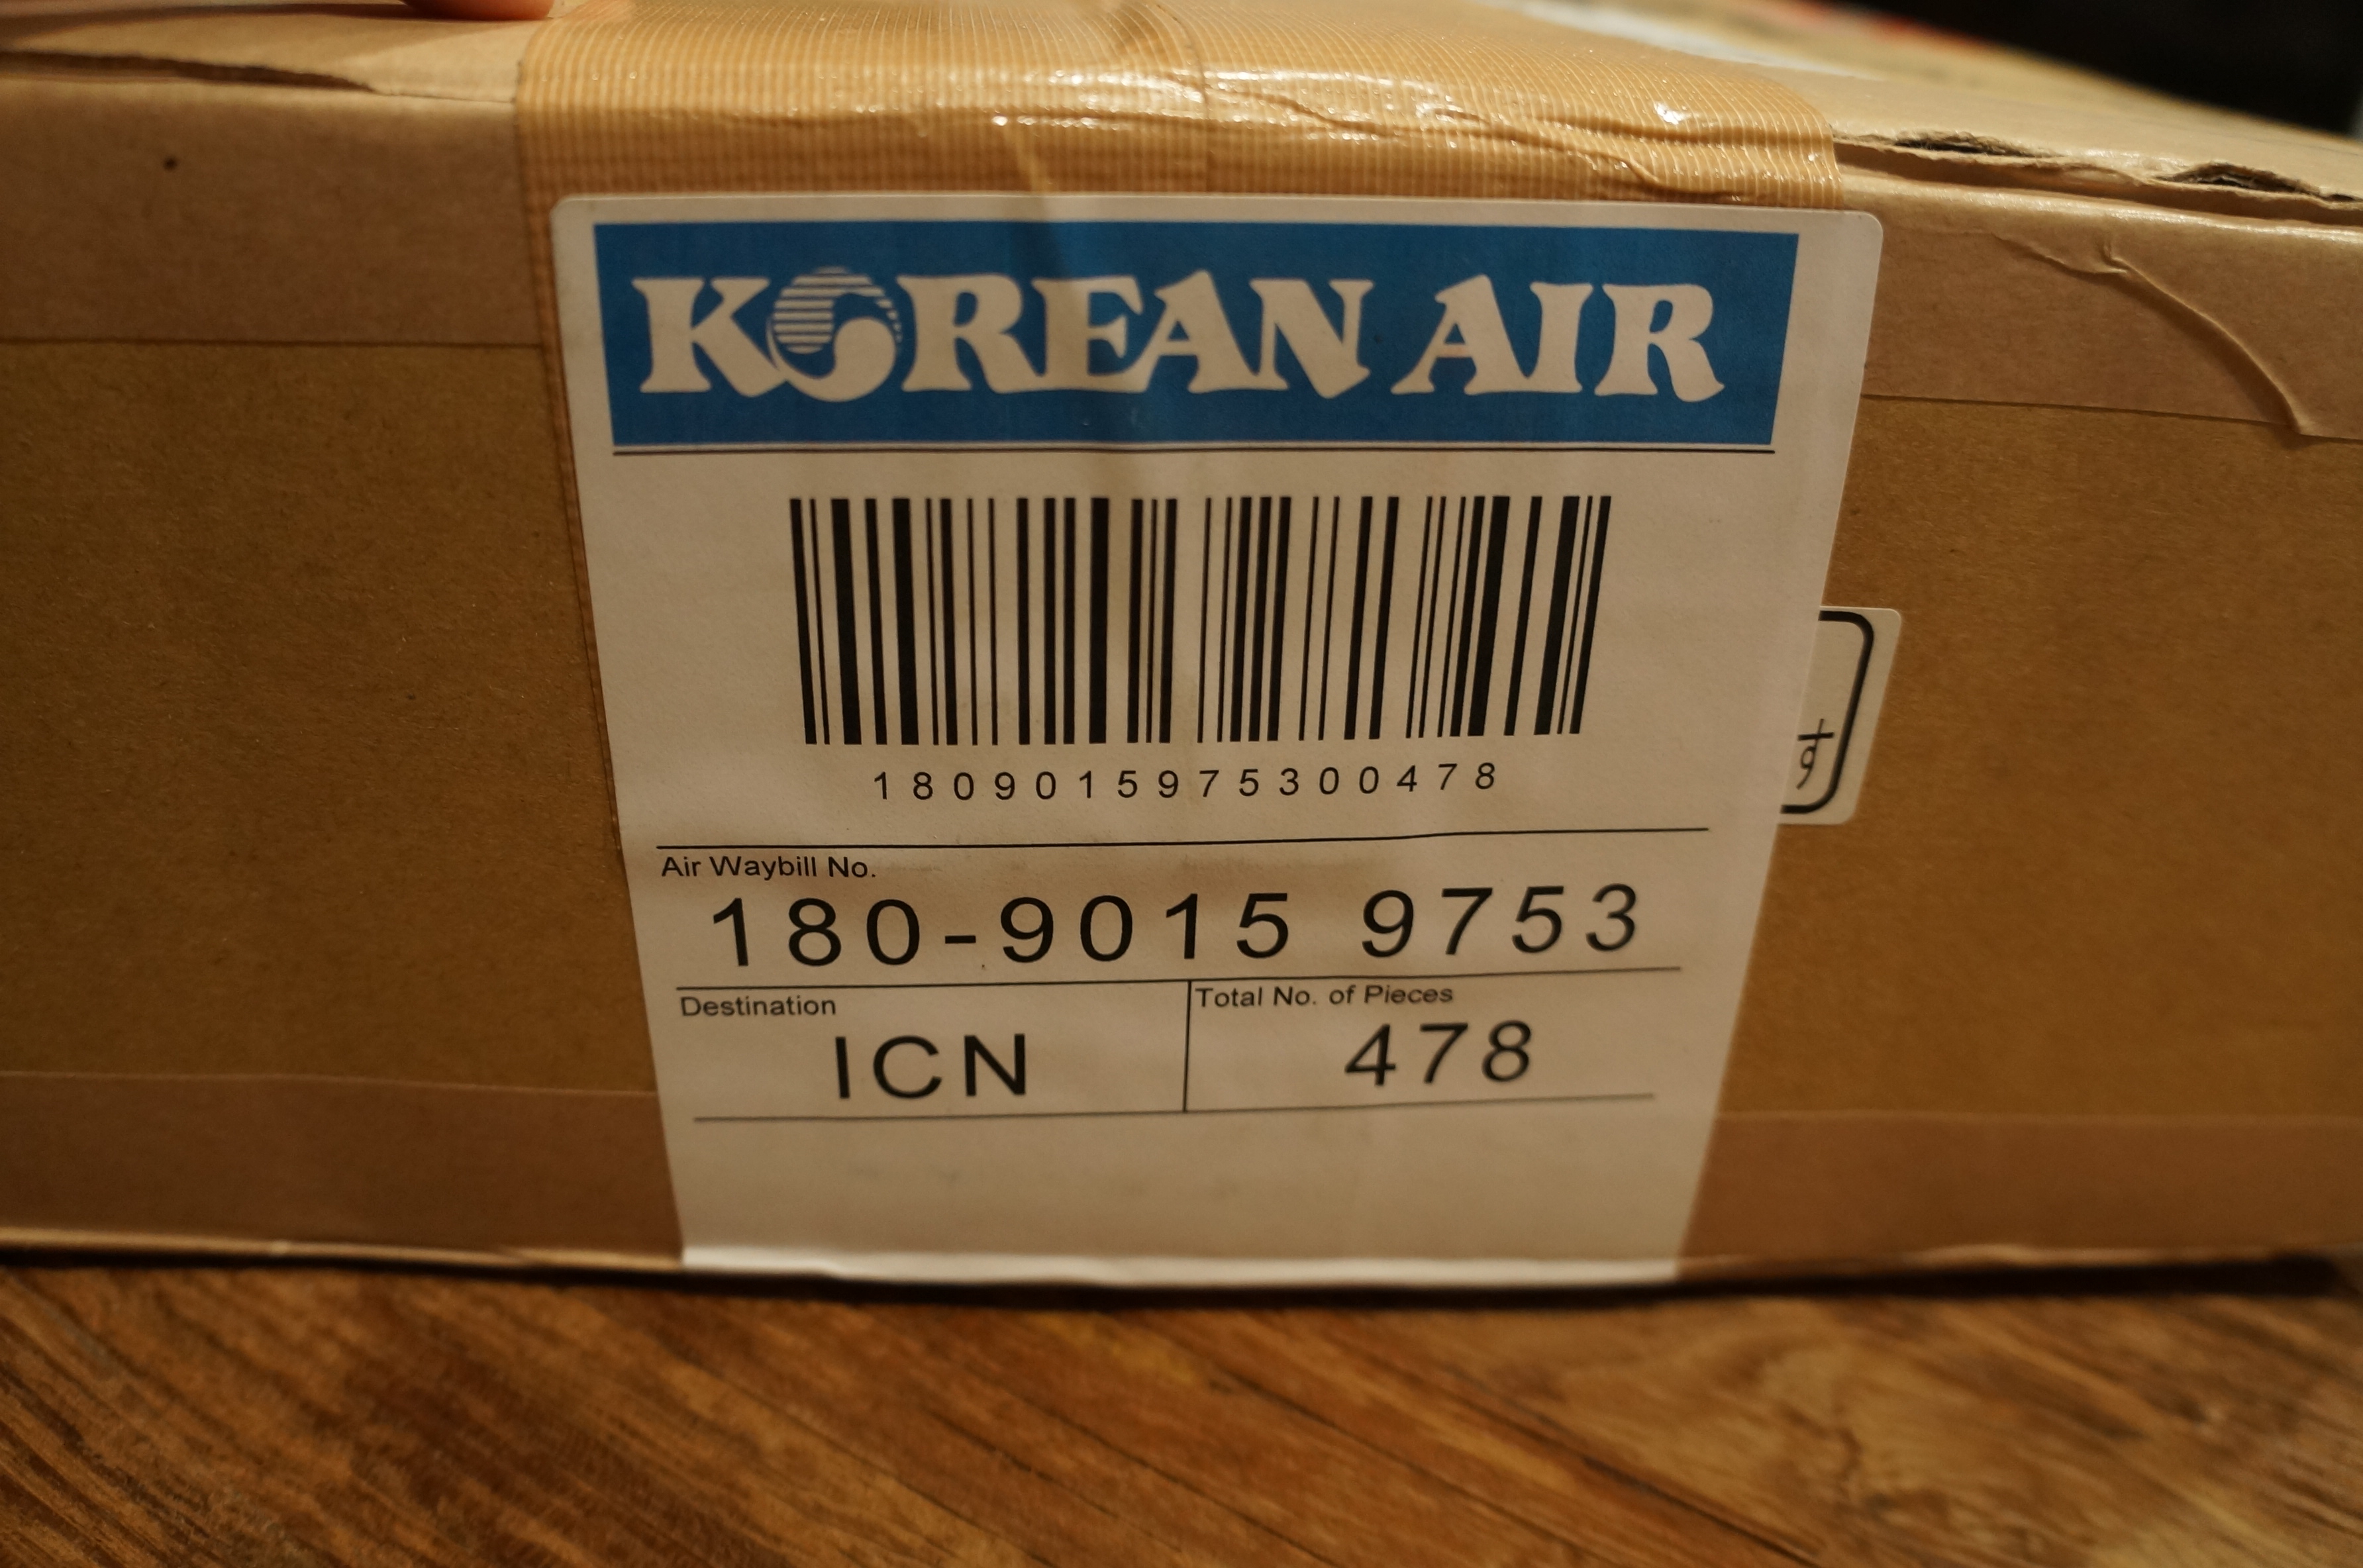 KOREAN AIR
1809015975300478
Air Waybill No.
180-9015 9753
Destination
Total No. of Pieces
ICN
478
す